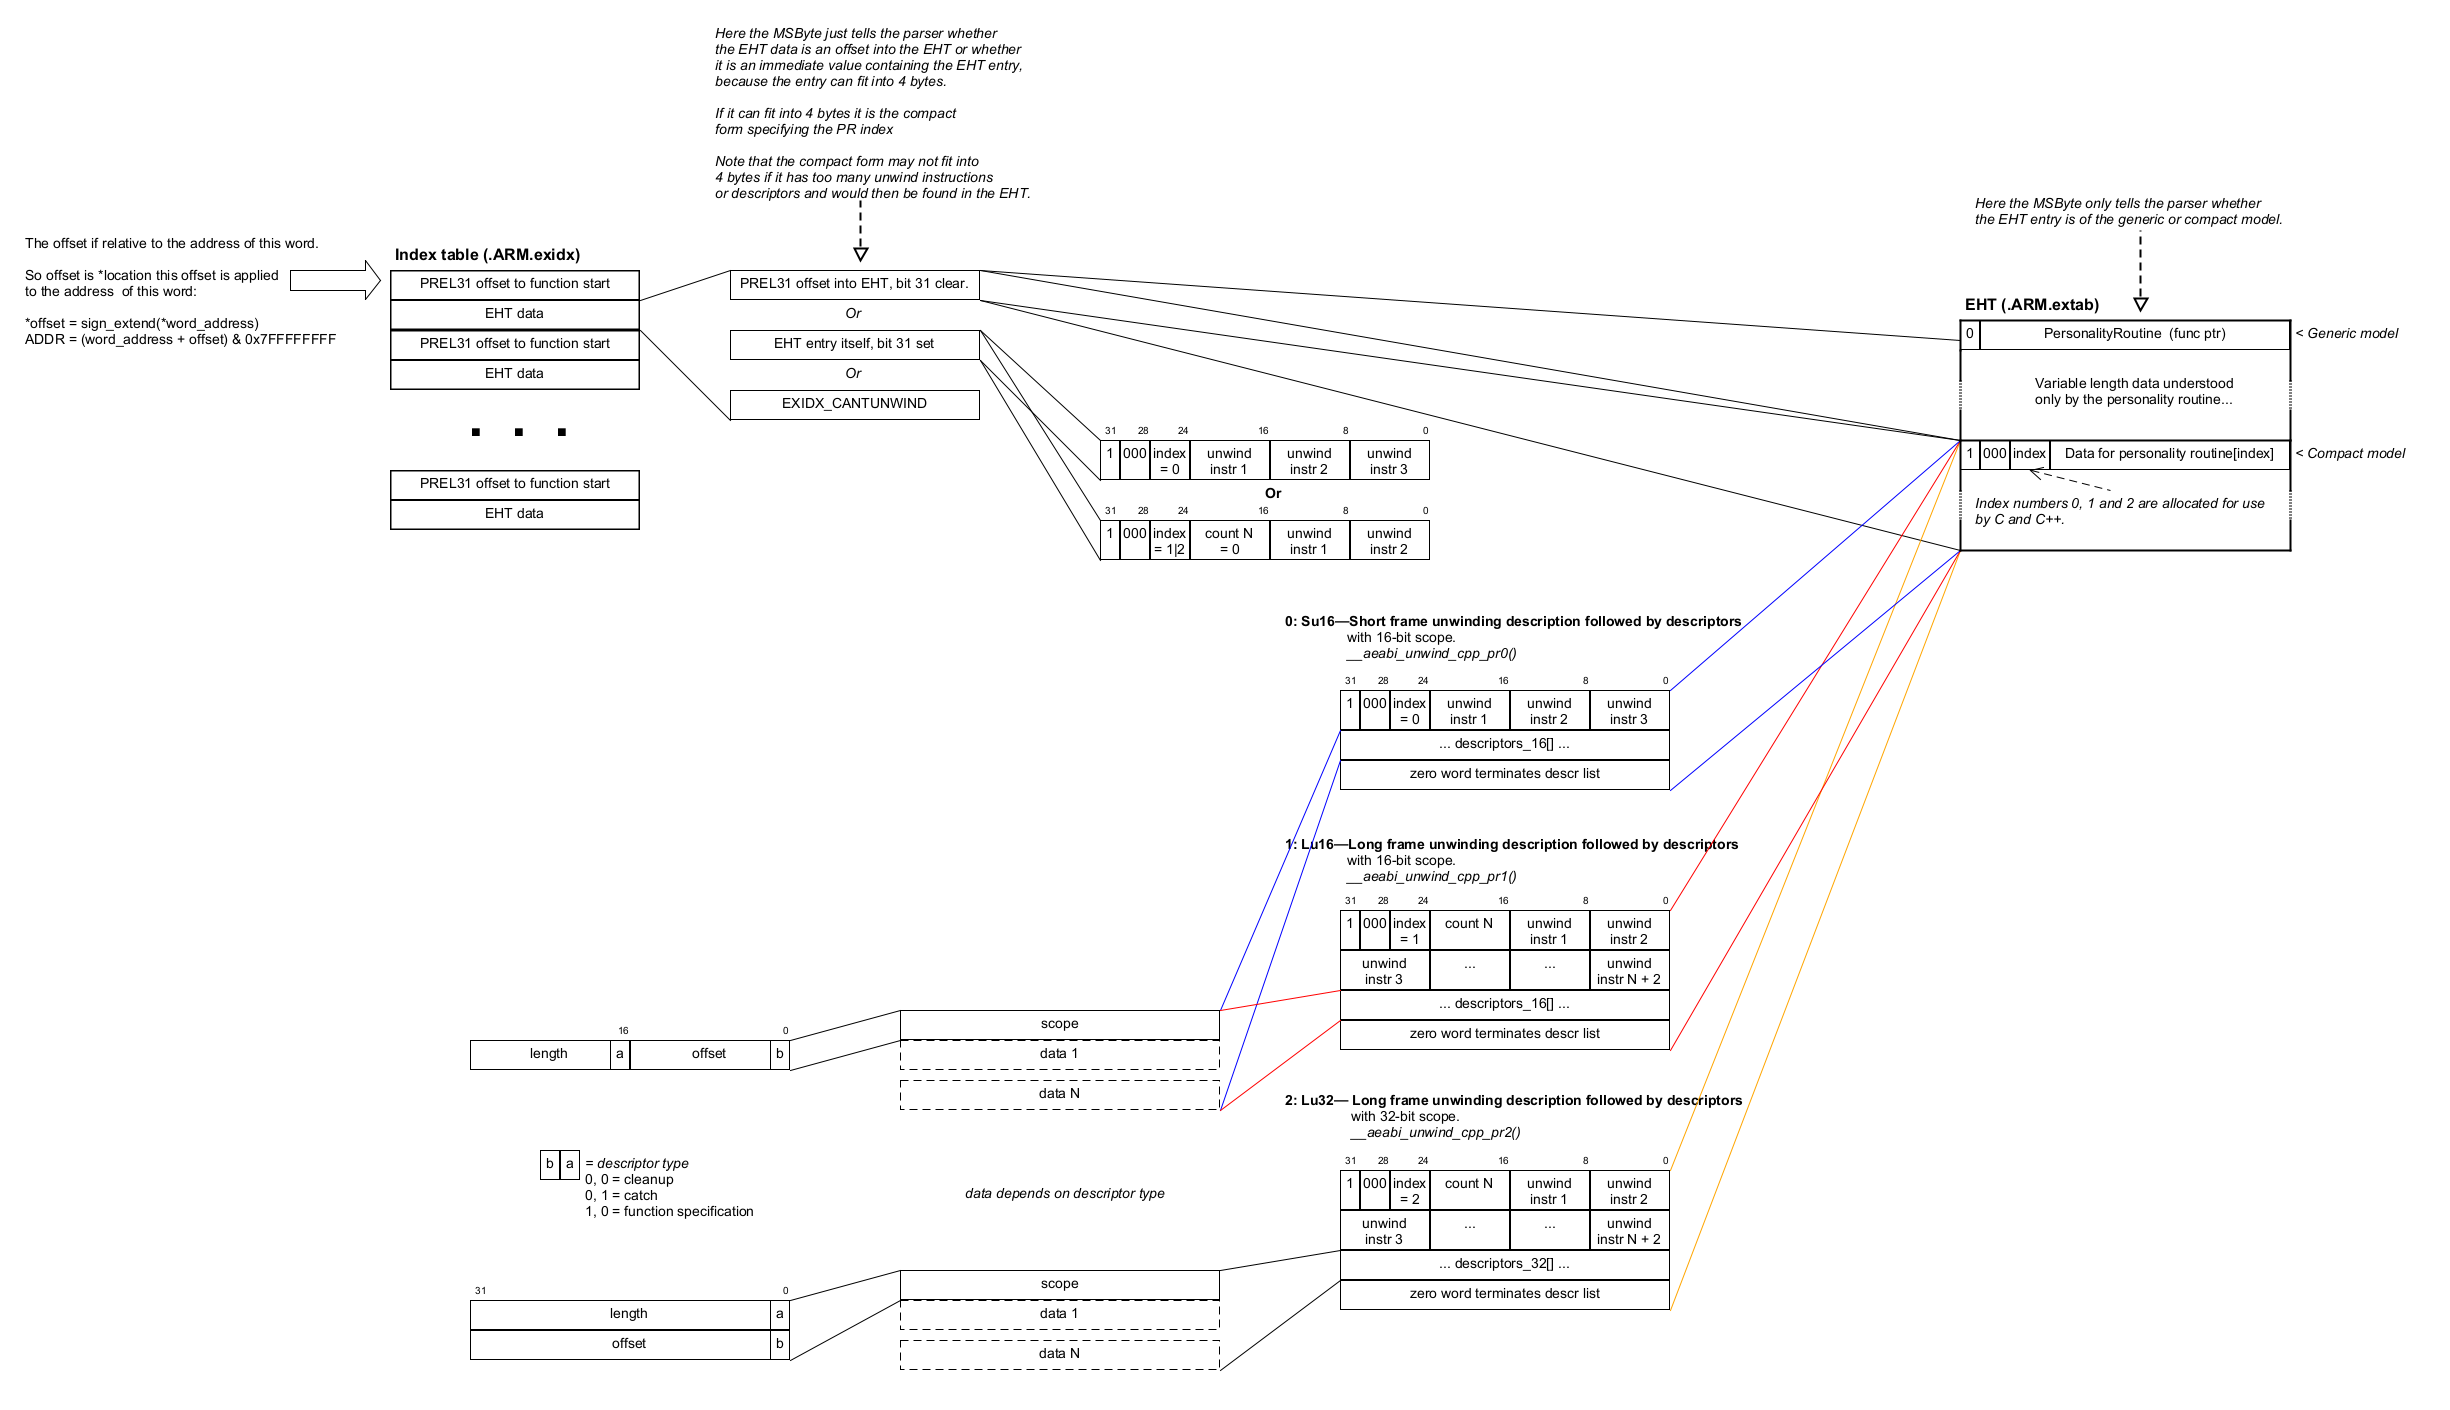 Here the MSByte just tells the parser whether
the EHT data is an offset into the EHT or whether
it is an immediate value containing the EHT entry,
because the entry can fit into 4 bytes.
If it can fit into 4 bytes it is the compact
form specifying the PR index
Note that the compact form may not fit into
4 bytes if it has too many unwind instructions
or descriptors and would then be found in the EHT.
Here the MSByte only tells the parser whether
the EHT entry is of the generic or compact model.
The offset if relative to the address of this word.
So offset is *location this offset is applied
to the address  of this word:
*offset = sign_extend(*word_address)
ADDR = (word_address + offset) & 0x7FFFFFFFF
Index table (.ARM.exidx)
PREL31 offset to function start
EHT data
PREL31 offset to function start
EHT data
. . .
PREL31 offset to function start
EHT data
PREL31 offset into EHT, bit 31 clear.
Or
EHT entry itself, bit 31 set
Or
EXIDX_CANTUNWIND
31 28 24 16 8 0
1 000 index = 0 unwind instr 1 unwind instr 2 unwind instr 3
Or
31 28 24 16 8 0
1 000 index = 1|2 count N = 0 unwind instr 1 unwind instr 2
EHT (.ARM.extab)
0 PersonalityRoutine  (func ptr) < Generic model
Variable length data understood
only by the personality routine...
1 000 index Data for personality routine[index] < Compact model
Index numbers 0, 1 and 2 are allocated for use
by C and C++.
0: Su16—Short frame unwinding description followed by descriptors
with 16-bit scope.
__aeabi_unwind_cpp_pr0()
31 28 24 16 8 0
1 000 index = 0 unwind instr 1 unwind instr 2 unwind instr 3
... descriptors_16[] ...
zero word terminates descr list
1: Lu16—Long frame unwinding description followed by descriptors
with 16-bit scope.
__aeabi_unwind_cpp_pr1()
31 28 24 16 8 0
1 000 index = 1 count N unwind instr 1 unwind instr 2
unwind instr 3 ... ... unwind instr N + 2
... descriptors_16[] ...
zero word terminates descr list
scope
data 1
data N
16 0
length a offset b
2: Lu32— Long frame unwinding description followed by descriptors
with 32-bit scope.
__aeabi_unwind_cpp_pr2()
31 28 24 16 8 0
1 000 index = 2 count N unwind instr 1 unwind instr 2
unwind instr 3 ... ... unwind instr N + 2
... descriptors_32[] ...
zero word terminates descr list
b a = descriptor type
0, 0 = cleanup
0, 1 = catch
1, 0 = function specification
data depends on descriptor type
scope
data 1
data N
31 0
length a
offset b